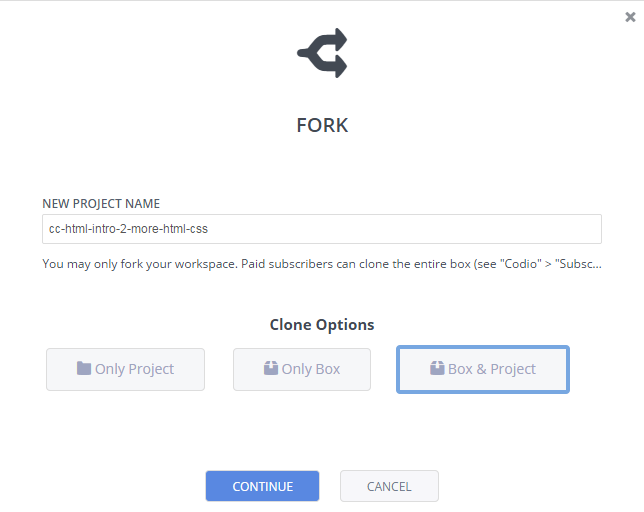 FORK
NEW PROJECT NAME
cc-html-intro-2-more-html-css
You may only fork your workspace. Paid subscribers can clone the entire box (see "Codio" > "Subsc...
Clone Options
Only Project Only Box Box & Project
CONTINUE CANCEL